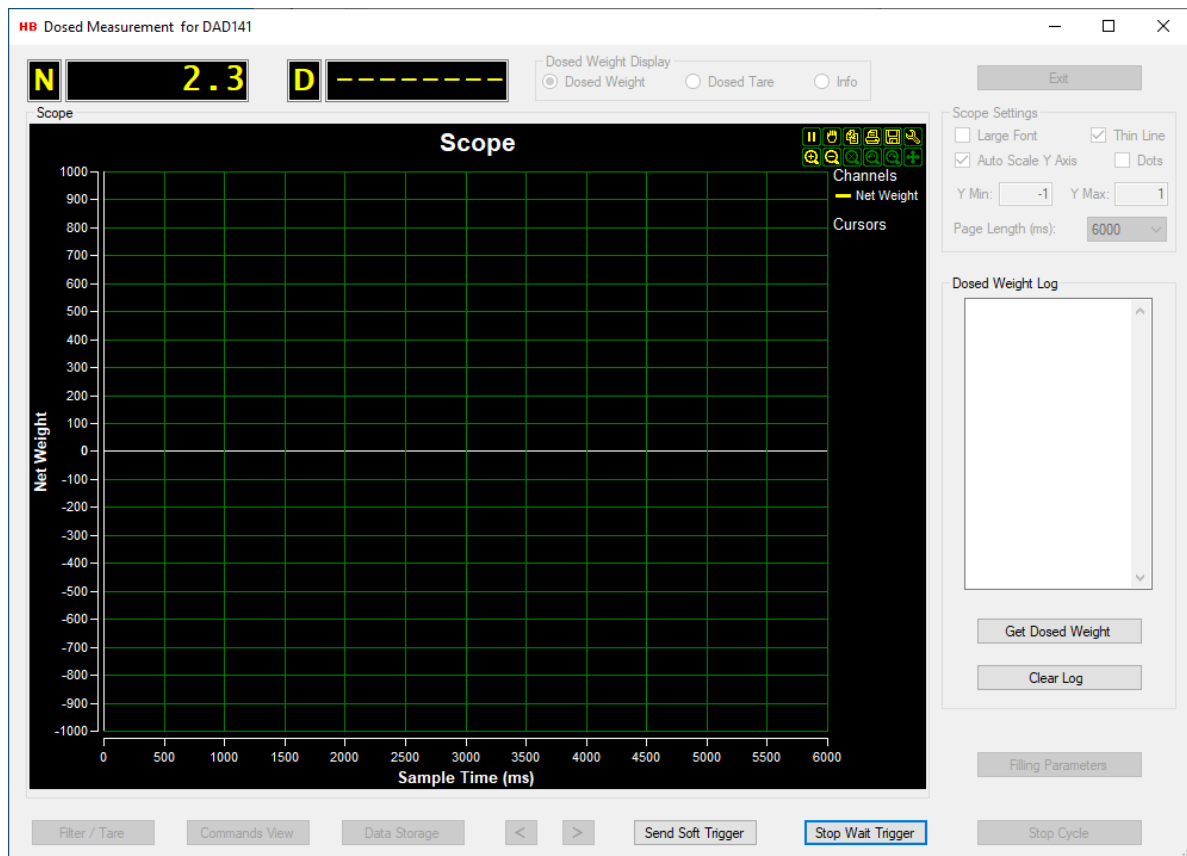 HB Dosed Measurement for DAD141
N 2.3 D --------
Dosed Weight Display
Dosed Weight Dosed Tare Info
Exit
Scope
Scope
Channels
Net Weight
Cursors
1000
900
800
700
600
500
400
300
200
100
0
-100
-200
-300
-400
-500
-600
-700
-800
-900
-1000
Net Weight
0 500 1000 1500 2000 2500 3000 3500 4000 4500 5000 5500 6000
Sample Time (ms)
Scope Settings
Large Font Thin Line
Auto Scale Y Axis Dots
Y Min: -1 Y Max: 1
Page Length (ms): 6000
Dosed Weight Log
Get Dosed Weight
Clear Log
Filling Parameters
Filter / Tare Commands View Data Storage < > Send Soft Trigger Stop Wait Trigger Stop Cycle